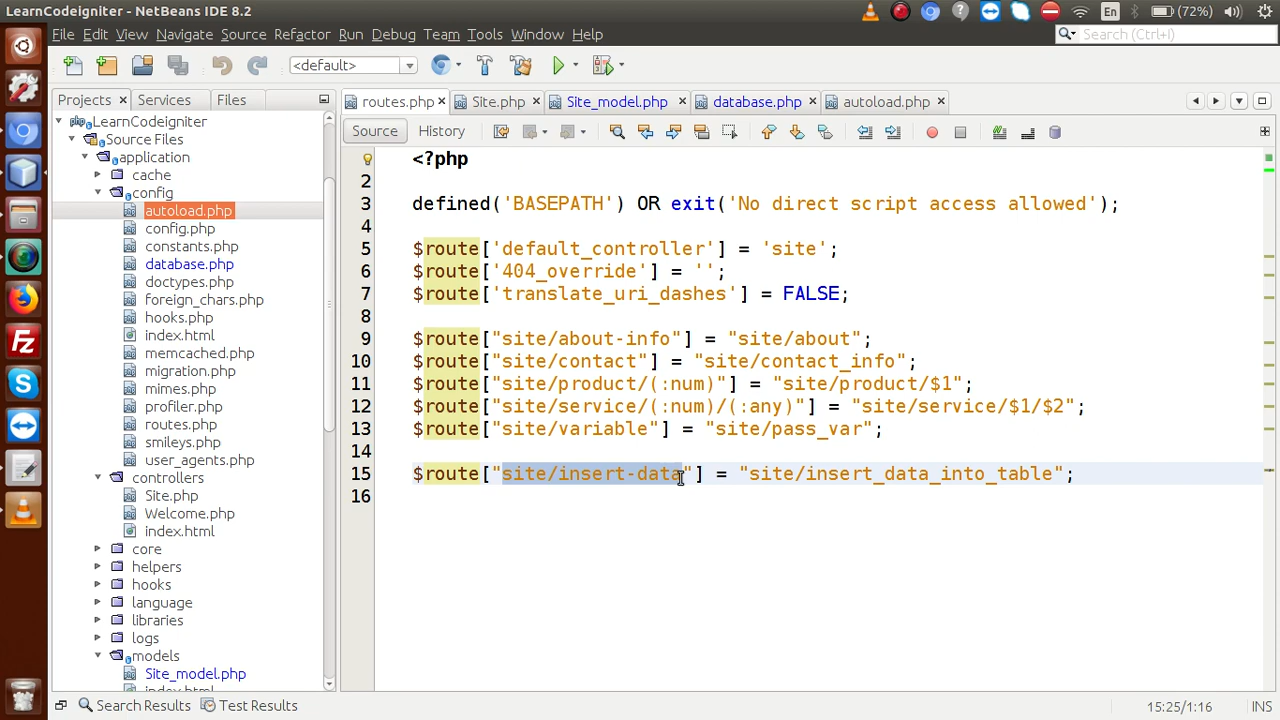 LearnCodeigniter - NetBeans IDE 8.2
En
(72%)
File Edit View Navigate Source Refactor Run Debug Team Tools Window Help
Search (Ctrl+I)
<default>
Projects Services Files
routes.php Site.php Site_model.php database.php autoload.php
Source History
LearnCodeigniter
Source Files
application
cache
config
autoload.php
config.php
constants.php
database.php
doctypes.php
foreign_chars.php
hooks.php
index.html
memcached.php
migration.php
mimes.php
profiler.php
routes.php
smileys.php
user_agents.php
controllers
Site.php
Welcome.php
index.html
core
helpers
hooks
language
libraries
logs
models
Site_model.php
index.html
<?php
2
3 defined('BASEPATH') OR exit('No direct script access allowed');
4
5 $route['default_controller'] = 'site';
6 $route['404_override'] = '';
7 $route['translate_uri_dashes'] = FALSE;
8
9 $route["site/about-info"] = "site/about";
10 $route["site/contact"] = "site/contact_info";
11 $route["site/product/(:num)"] = "site/product/$1";
12 $route["site/service/(:num)/(:any)"] = "site/service/$1/$2";
13 $route["site/variable"] = "site/pass_var";
14
15 $route["site/insert-data"] = "site/insert_data_into_table";
16
Search Results Test Results
15:25/1:16 INS